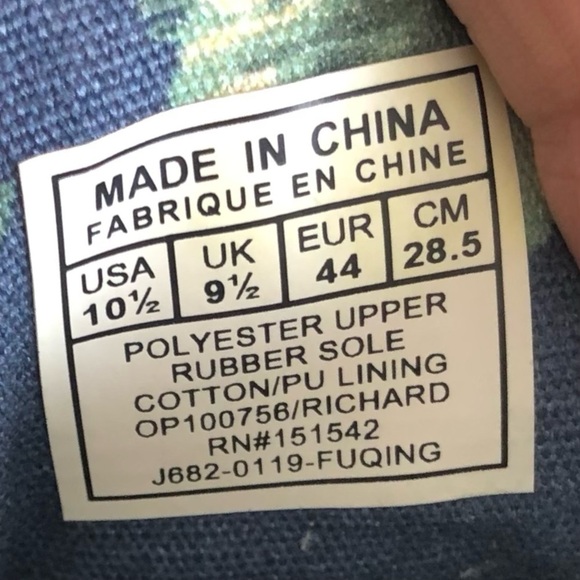 MADE IN CHINA
FABRIQUE EN CHINE
USA UK EUR CM
10½ 9½ 44 28.5
POLYESTER UPPER
RUBBER SOLE
COTTON/PU LINING
OP100756/RICHARD
RN#151542
J682-0119-FUQING